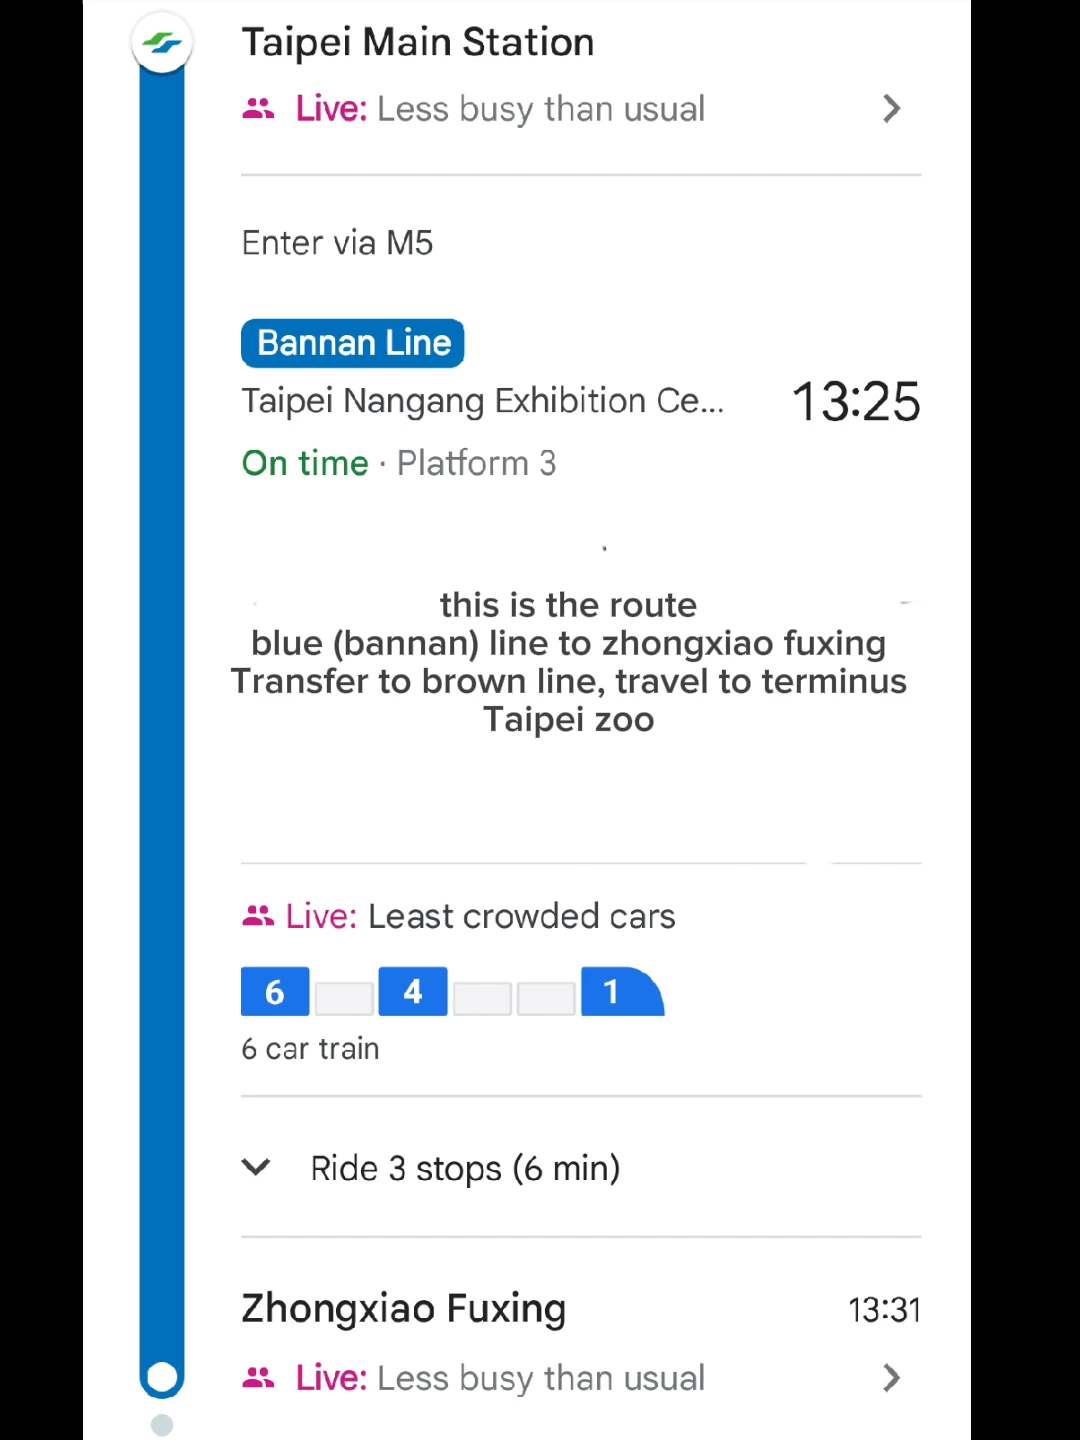 Taipei Main Station
Live: Less busy than usual
Enter via M5
Bannan Line
Taipei Nangang Exhibition Ce... 13:25
On time · Platform 3
this is the route
blue (bannan) line to zhongxiao fuxing
Transfer to brown line, travel to terminus
Taipei zoo
Live: Least crowded cars
6 4 1
6 car train
Ride 3 stops (6 min)
Zhongxiao Fuxing 13:31
Live: Less busy than usual